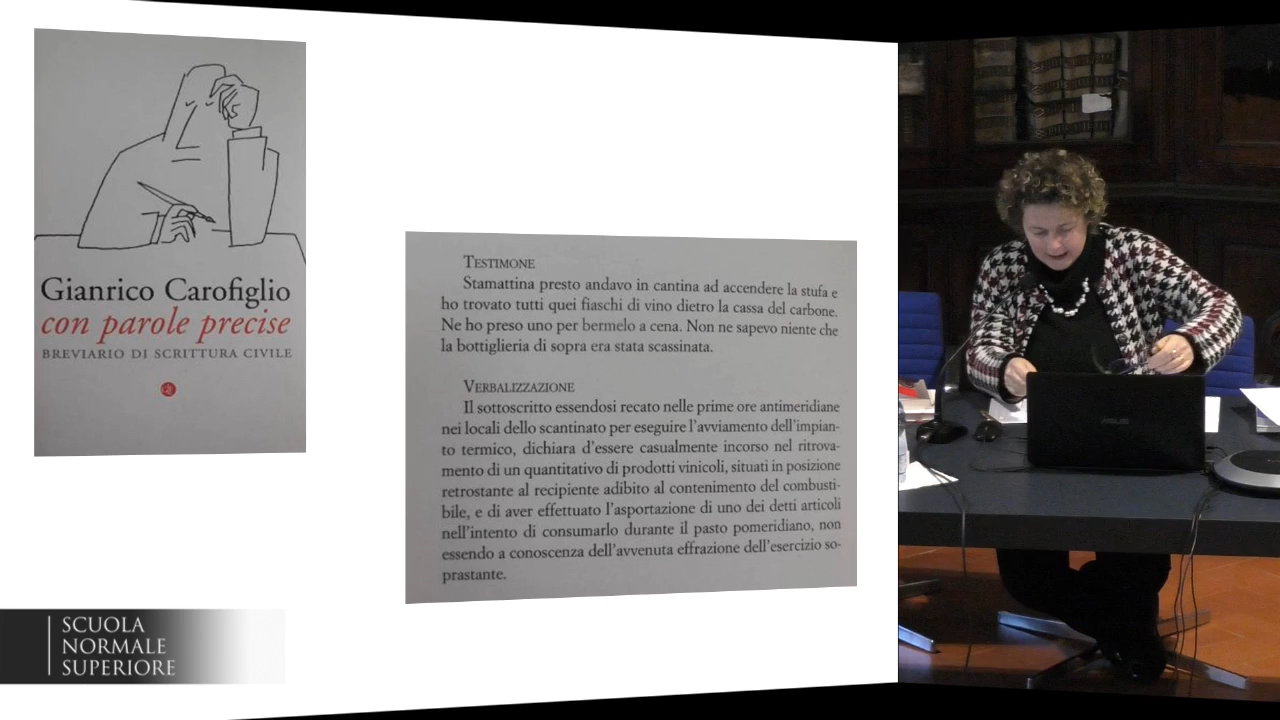 Gianrico Carofiglio
con parole precise
BREVIARIO DI SCRITTURA CIVILE
TESTIMONE
Stamattina presto andavo in cantina ad accendere la stufa e
ho trovato tutti quei fiaschi di vino dietro la cassa del carbone.
Ne ho preso uno per bermelo a cena. Non ne sapevo niente che
la bottiglieria di sopra era stata scassinata.
VERBALIZZAZIONE
Il sottoscritto essendosi recato nelle prime ore antimeridiane
nei locali dello scantinato per eseguire l'avviamento dell'impian-
to termico, dichiara d'essere casualmente incorso nel ritrova-
mento di un quantitativo di prodotti vinicoli, situati in posizione
retrostante al recipiente adibito al contenimento del combusti-
bile, e di aver effettuato l'asportazione di uno dei detti articoli
nell'intento di consumarlo durante il pasto pomeridiano, non
essendo a conoscenza dell'avvenuta effrazione dell'esercizio so-
prastante.
SCUOLA
NORMALE
SUPERIORE
ASUS